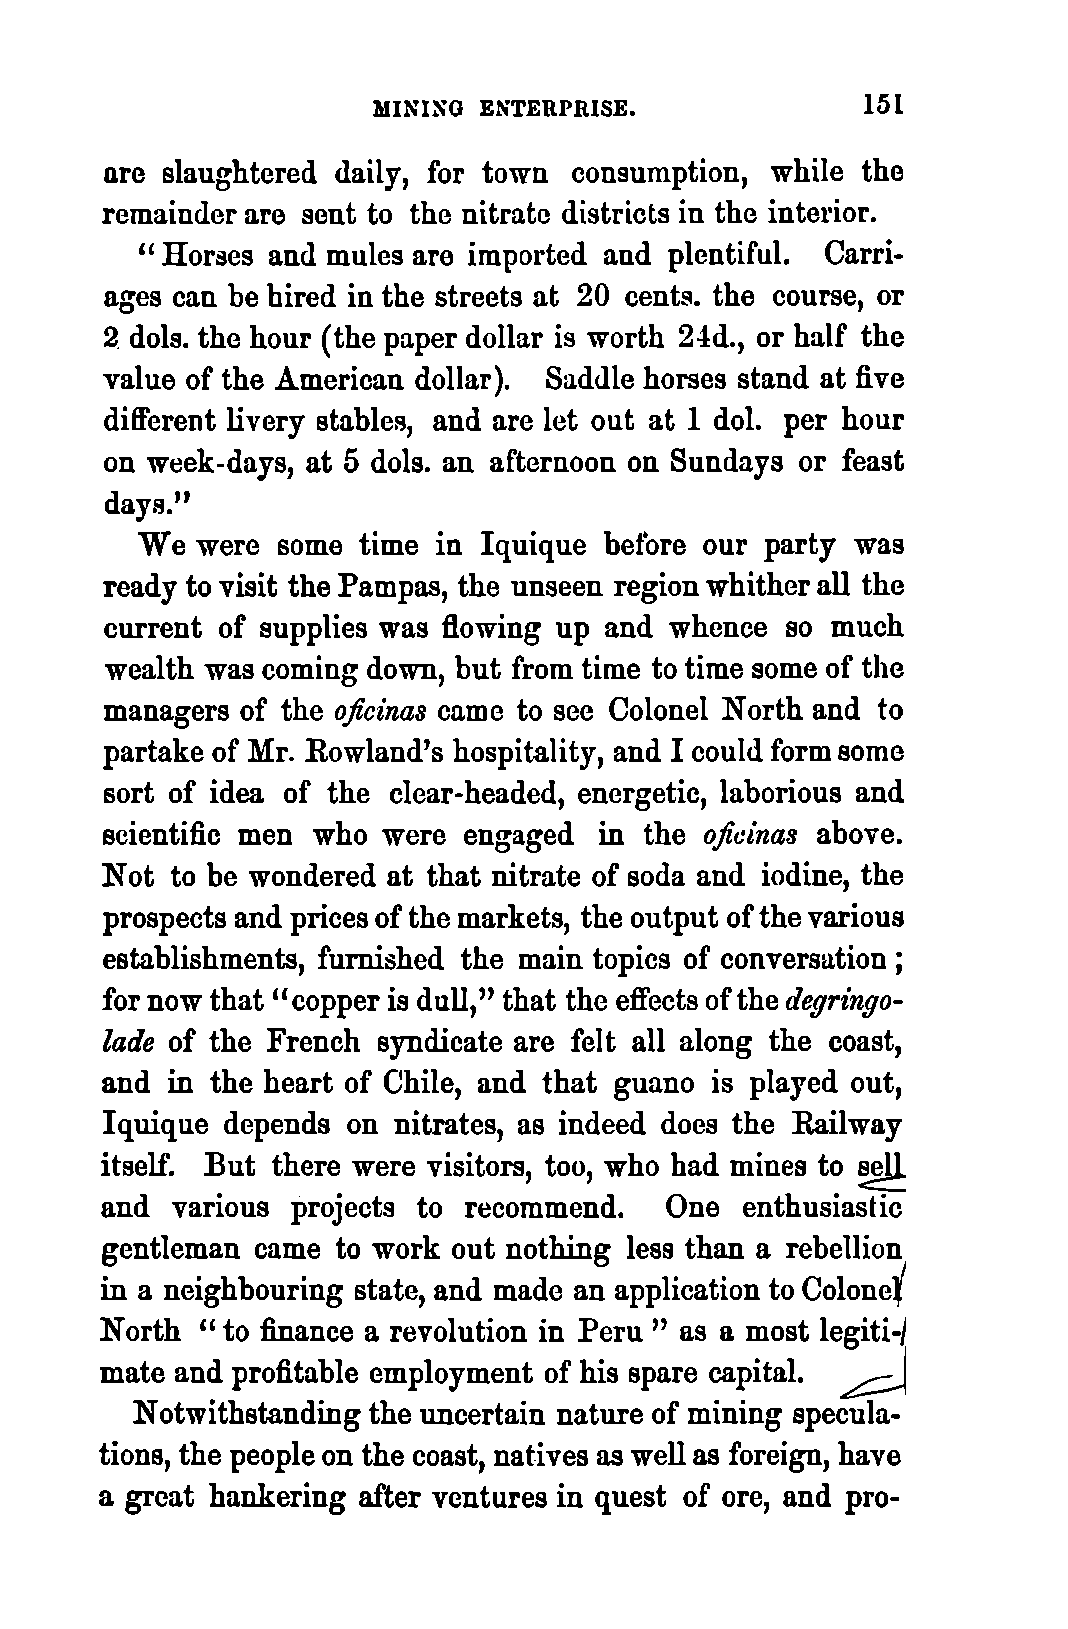 MINING ENTERPRISE. 151
are slaughtered daily, for town consumption, while the
remainder are sent to the nitrate districts in the interior.
"Horses and mules are imported and plentiful. Carri-
ages can be hired in the streets at 20 cents. the course, or
2 dols. the hour (the paper dollar is worth 24d., or half the
value of the American dollar). Saddle horses stand at five
different livery stables, and are let out at 1 dol. per hour
on week-days, at 5 dols. an afternoon on Sundays or feast
days."
We were some time in Iquique before our party was
ready to visit the Pampas, the unseen region whither all the
current of supplies was flowing up and whence so much
wealth was coming down, but from time to time some of the
managers of the oficinas came to see Colonel North and to
partake of Mr. Rowland's hospitality, and I could form some
sort of idea of the clear-headed, energetic, laborious and
scientific men who were engaged in the oficinas above.
Not to be wondered at that nitrate of soda and iodine, the
prospects and prices of the markets, the output of the various
establishments, furnished the main topics of conversation;
for now that "copper is dull," that the effects of the degringo-
lade of the French syndicate are felt all along the coast,
and in the heart of Chile, and that guano is played out,
Iquique depends on nitrates, as indeed does the Railway
itself. But there were visitors, too, who had mines to sell
and various projects to recommend. One enthusiastic
gentleman came to work out nothing less than a rebellion
in a neighbouring state, and made an application to Colonel
North "to finance a revolution in Peru" as a most legiti-
mate and profitable employment of his spare capital.
Notwithstanding the uncertain nature of mining specula-
tions, the people on the coast, natives as well as foreign, have
a great hankering after ventures in quest of ore, and pro-